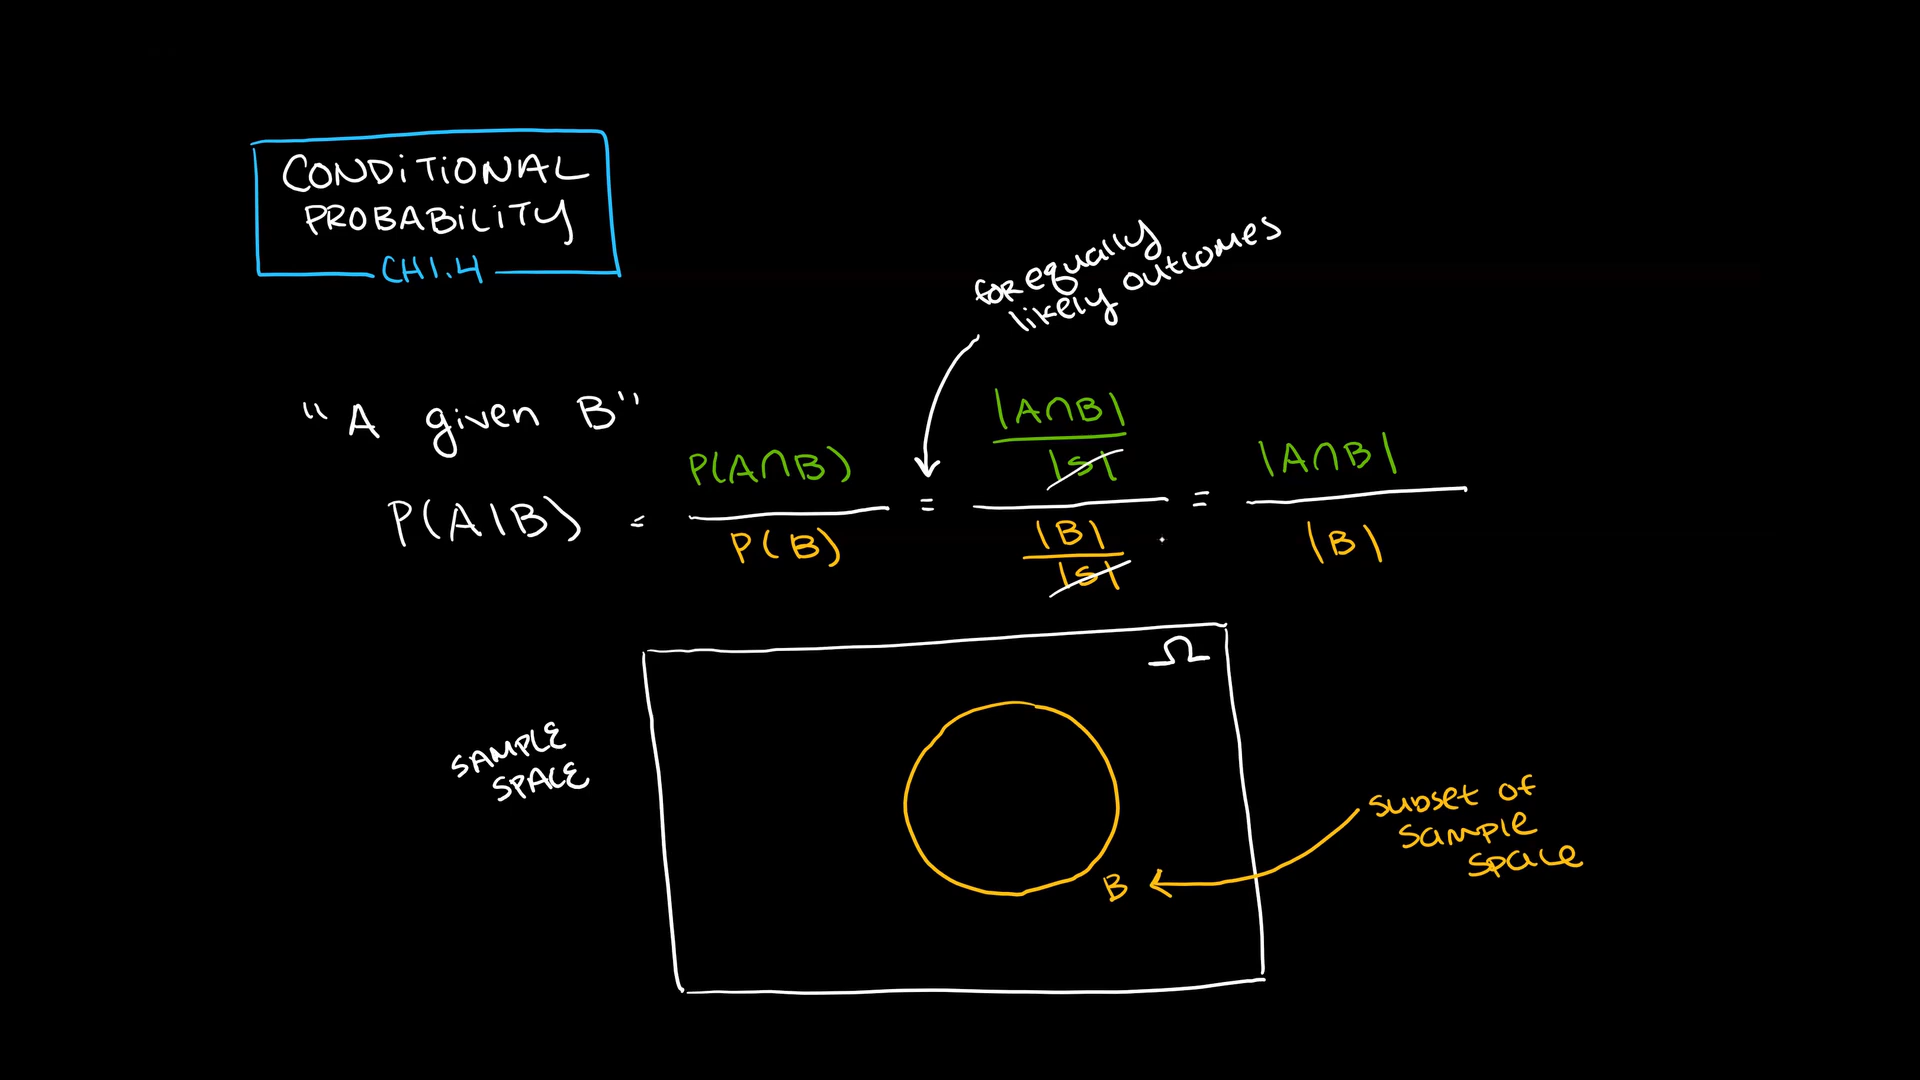 CONDITIONAL
PROBABILITY
CH1.4
for equally
likely outcomes
"A given B"
P(A|B) = P(A∩B) / P(B) = (|A∩B| / |S|) / (|B| / |S|) = |A∩B| / |B|
Ω
SAMPLE
SPACE
B
subset of
sample
space